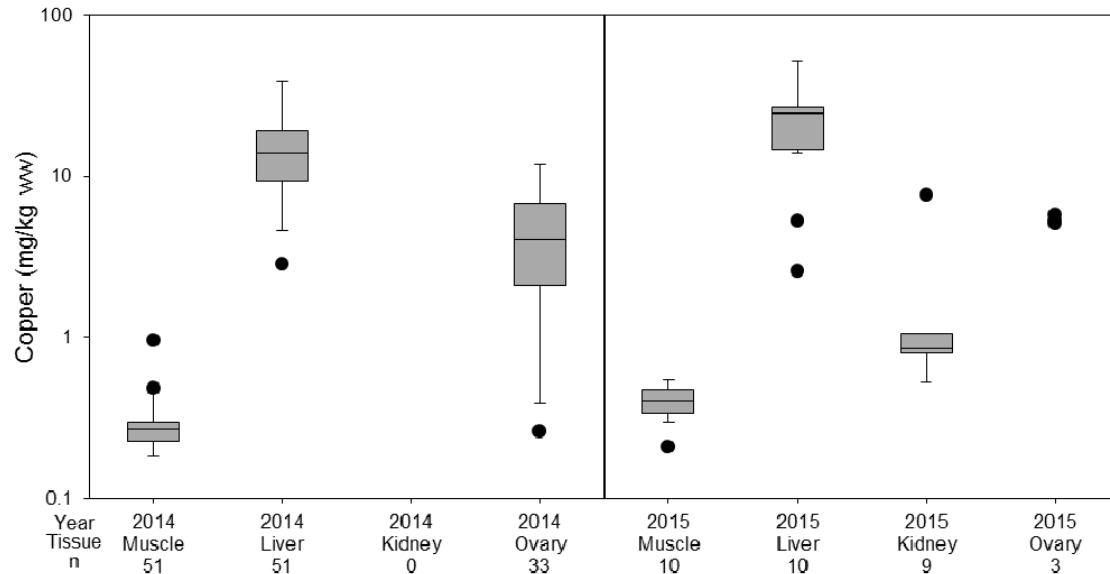 Copper (mg/kg ww)
100
10
1
0.1
Year 2014 2014 2014 2014 2015 2015 2015 2015
Tissue Muscle Liver Kidney Ovary Muscle Liver Kidney Ovary
n 51 51 0 33 10 10 9 3